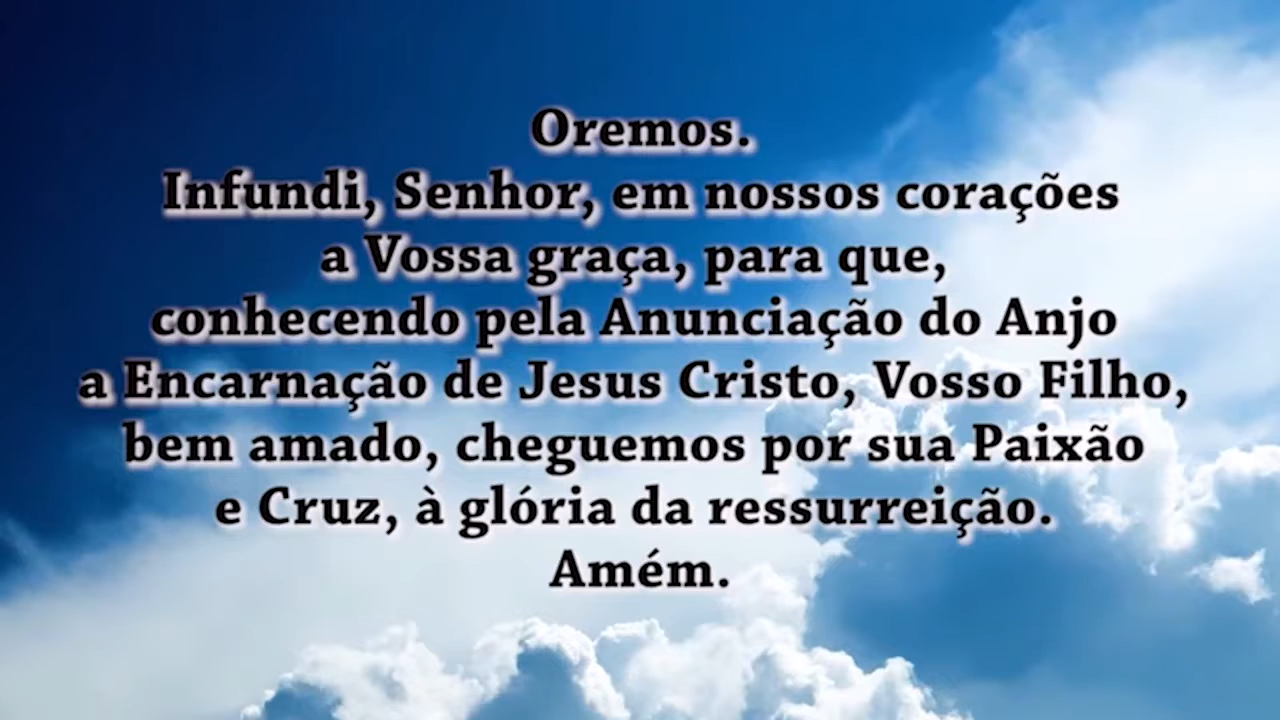 Oremos.
Infundi, Senhor, em nossos corações
a Vossa graça, para que,
conhecendo pela Anunciação do Anjo
a Encarnação de Jesus Cristo, Vosso Filho,
bem amado, cheguemos por sua Paixão
e Cruz, à glória da ressurreição.
Amém.